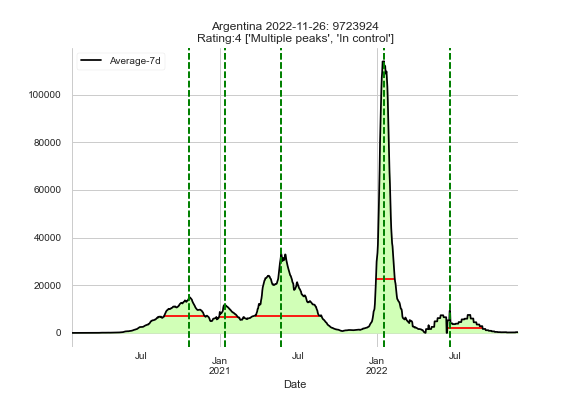 Argentina 2022-11-26: 9723924
Rating:4 ['Multiple peaks', 'In control']
Average-7d
100000
80000
60000
40000
20000
0
Jul
Jan
2021
Jul
Jan
2022
Jul
Date